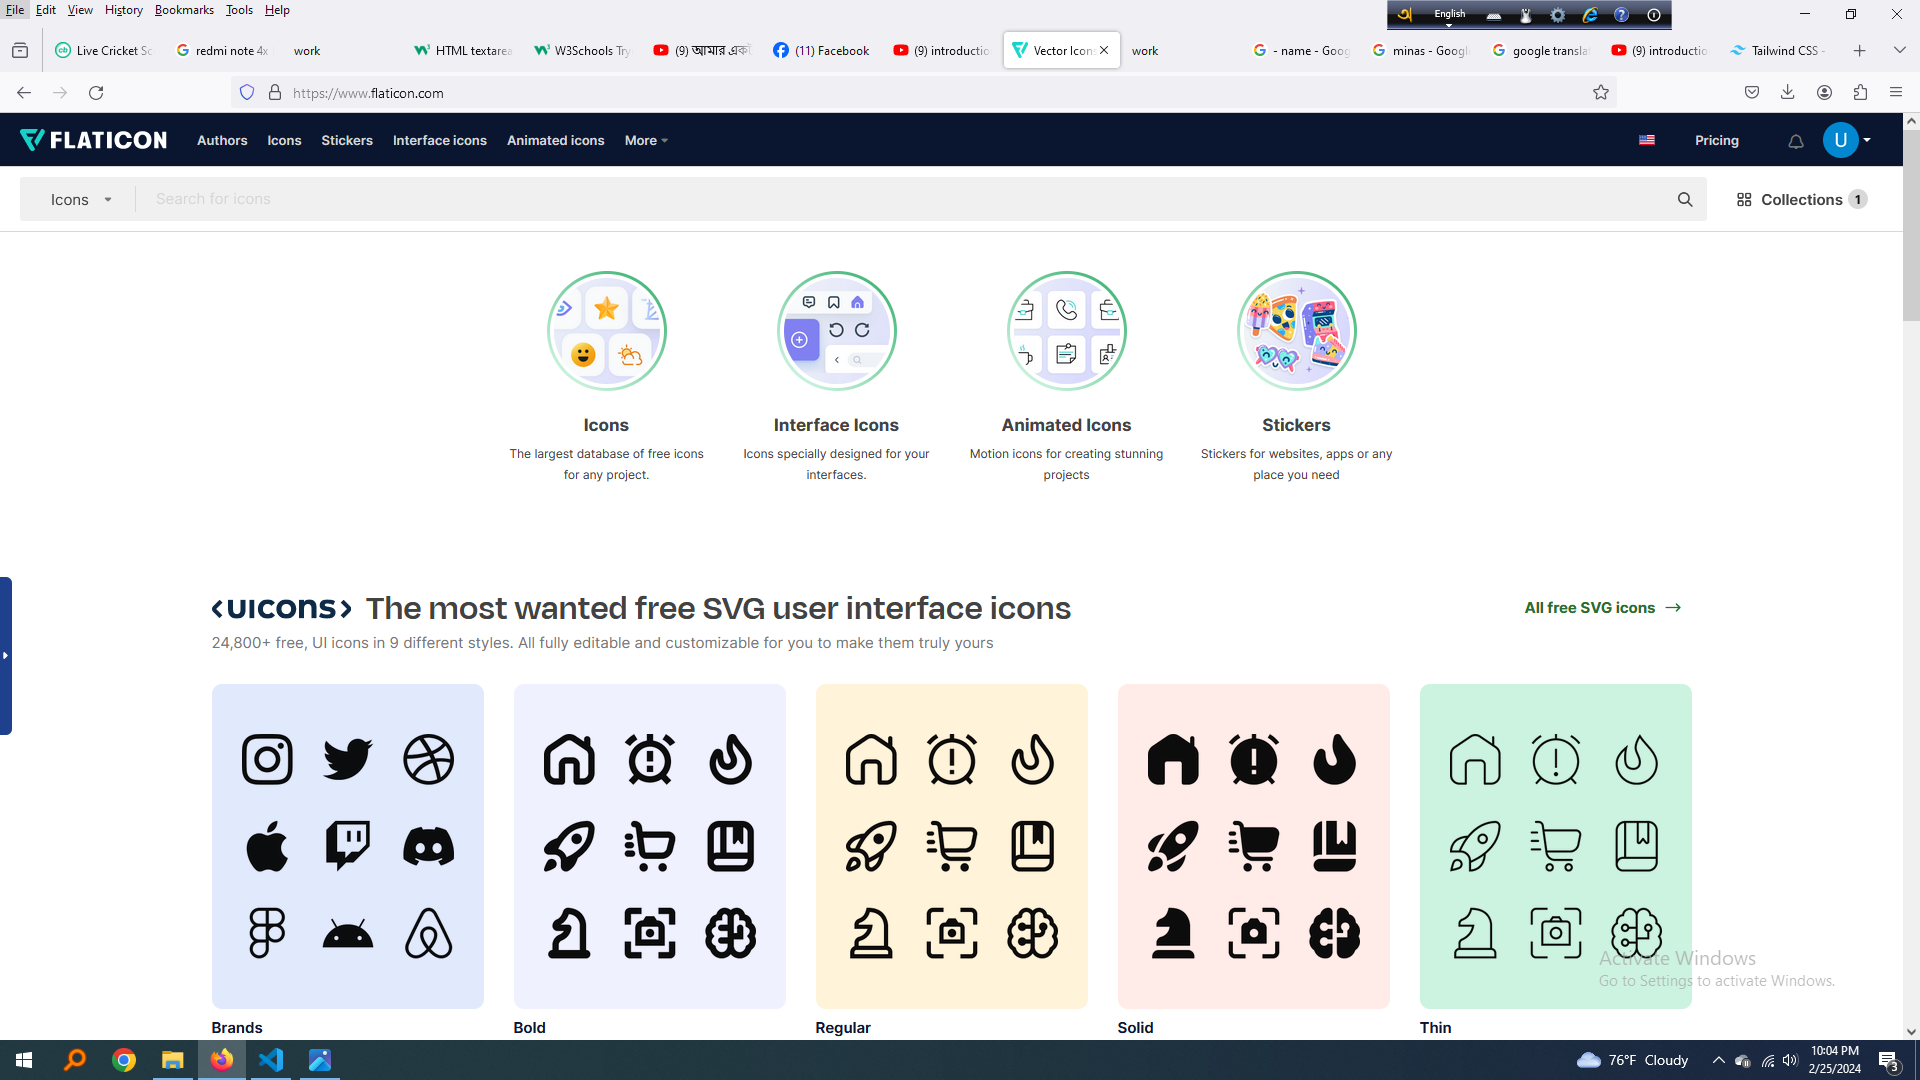 File Edit View History Bookmarks Tools Help
English
Live Cricket Sc
redmi note 4x
work
HTML textarea
W3Schools Try
(9) আমার একট
(11) Facebook
(9) introductio
Vector Icons
work
- name - Goog
minas - Google
google transla
(9) introductio
Tailwind CSS -
https://www.flaticon.com
FLATICON
Authors
Icons
Stickers
Interface icons
Animated icons
More
Pricing
U
Icons
Search for icons
Collections 1
Icons
The largest database of free icons
for any project.
Interface Icons
Icons specially designed for your
interfaces.
Animated Icons
Motion icons for creating stunning
projects
Stickers
Stickers for websites, apps or any
place you need
<UICONS> The most wanted free SVG user interface icons
All free SVG icons →
24,800+ free, UI icons in 9 different styles. All fully editable and customizable for you to make them truly yours
Brands
Bold
Regular
Solid
Thin
Activate Windows
Go to Settings to activate Windows.
76°F Cloudy
10:04 PM
2/25/2024
3